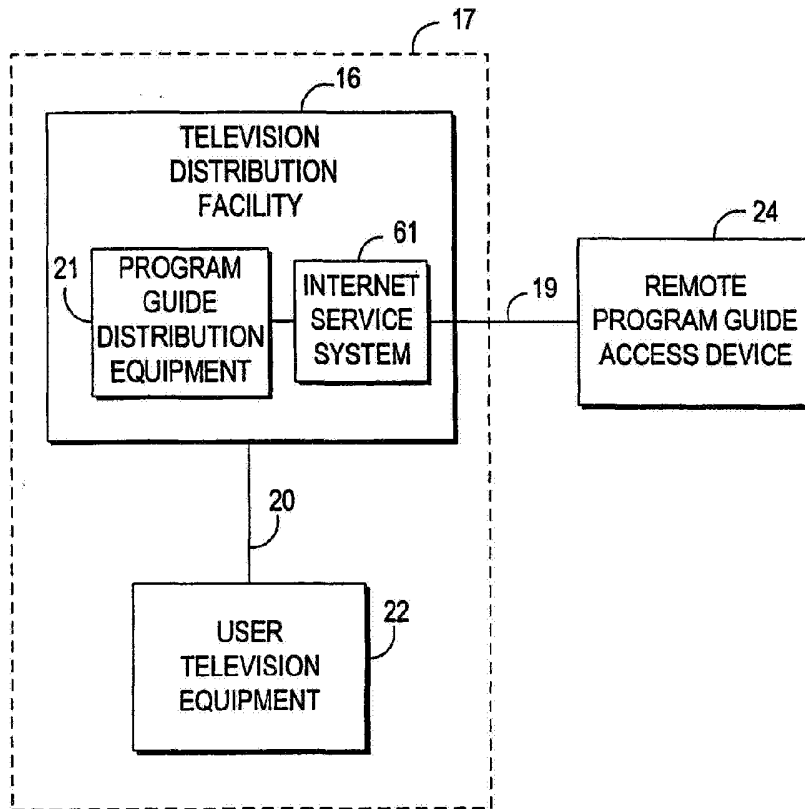 17
16
TELEVISION
DISTRIBUTION
FACILITY
24
61
21
PROGRAM
GUIDE
DISTRIBUTION
EQUIPMENT
INTERNET
SERVICE
SYSTEM
19
REMOTE
PROGRAM GUIDE
ACCESS DEVICE
20
22
USER
TELEVISION
EQUIPMENT